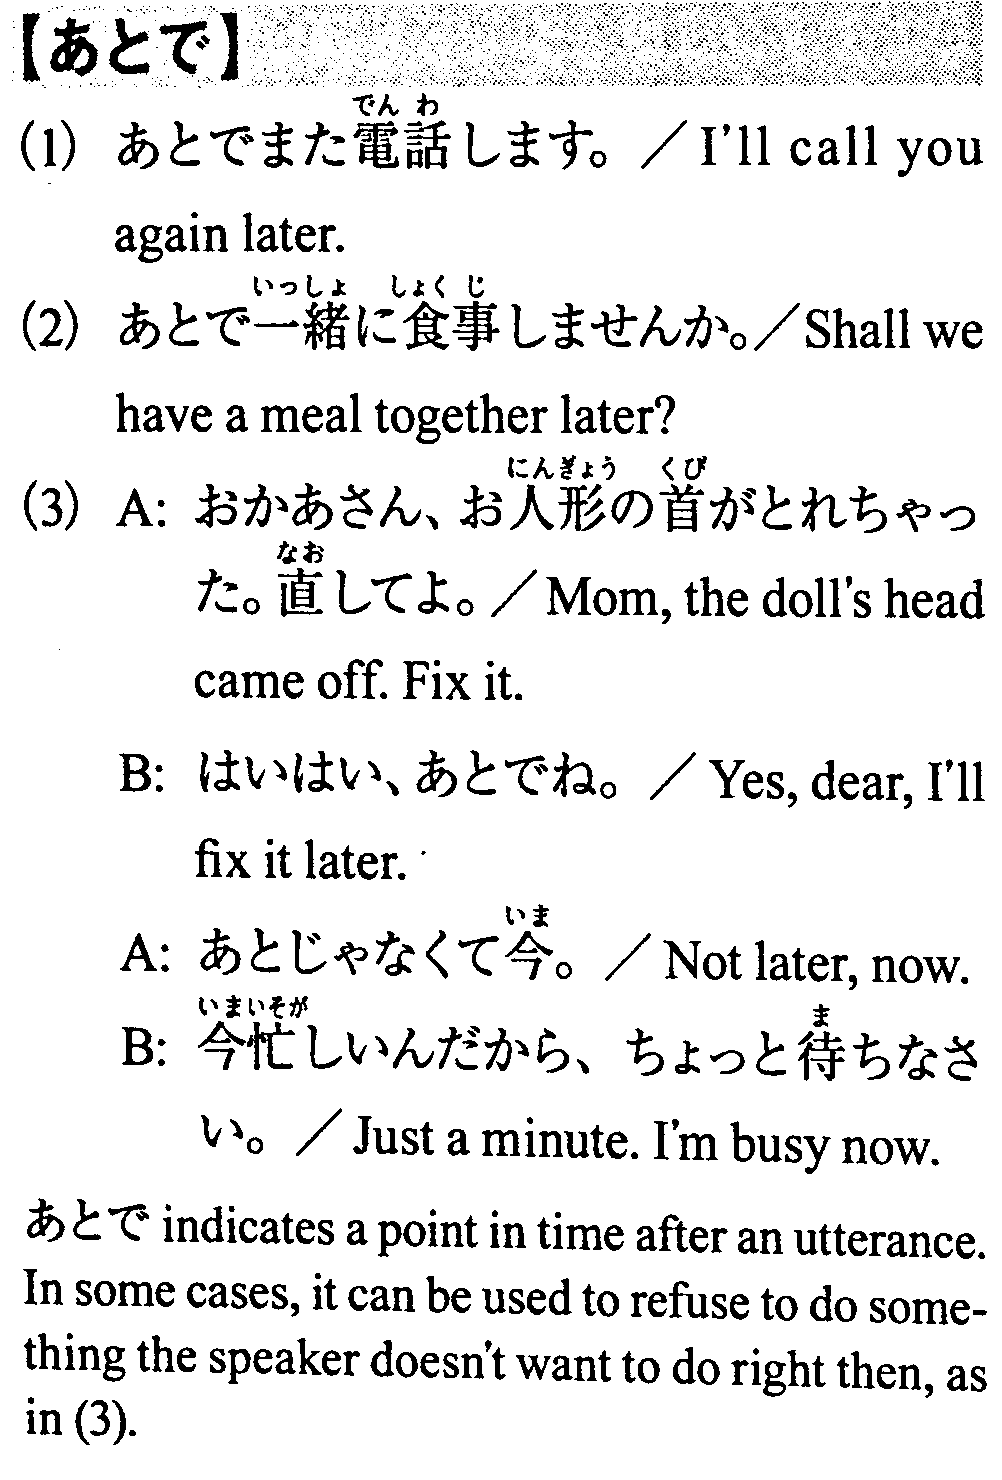 【あとで】
でん わ
(1) あとでまた電話します。／I'll call you
again later.
いっしょ しょく じ
(2) あとで一緒に食事しませんか。／Shall we
have a meal together later?
にんぎょう くび
(3) A: おかあさん、お人形の首がとれちゃっ
なお
た。直してよ。／Mom, the doll's head
came off. Fix it.
B: はいはい、あとでね。／Yes, dear, I'll
fix it later.
いま
A: あとじゃなくて今。／Not later, now.
いまいそが ま
B: 今忙しいんだから、ちょっと待ちなさ
い。／Just a minute. I'm busy now.
あとで indicates a point in time after an utterance.
In some cases, it can be used to refuse to do some-
thing the speaker doesn't want to do right then, as
in (3).